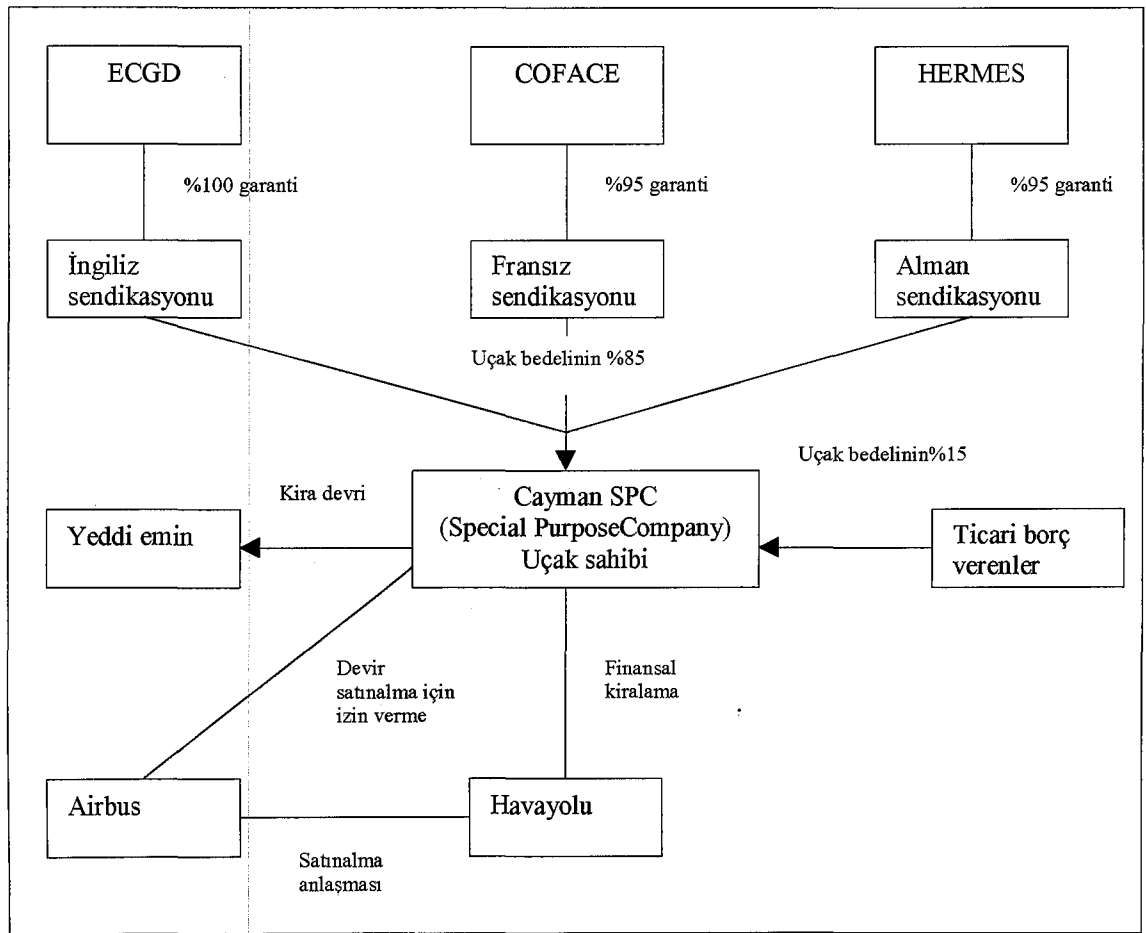 ECGD
COFACE
HERMES
%100 garanti
%95 garanti
%95 garanti
İngiliz
sendikasyonu
Fransız
sendikasyonu
Alman
sendikasyonu
Uçak bedelinin %85
Uçak bedelinin%15
Kira devri
Yeddi emin
Cayman SPC
(Special PurposeCompany)
Uçak sahibi
Ticari borç
verenler
Devir
satınalma için
izin verme
Finansal
kiralama
Airbus
Havayolu
Satınalma
anlaşması